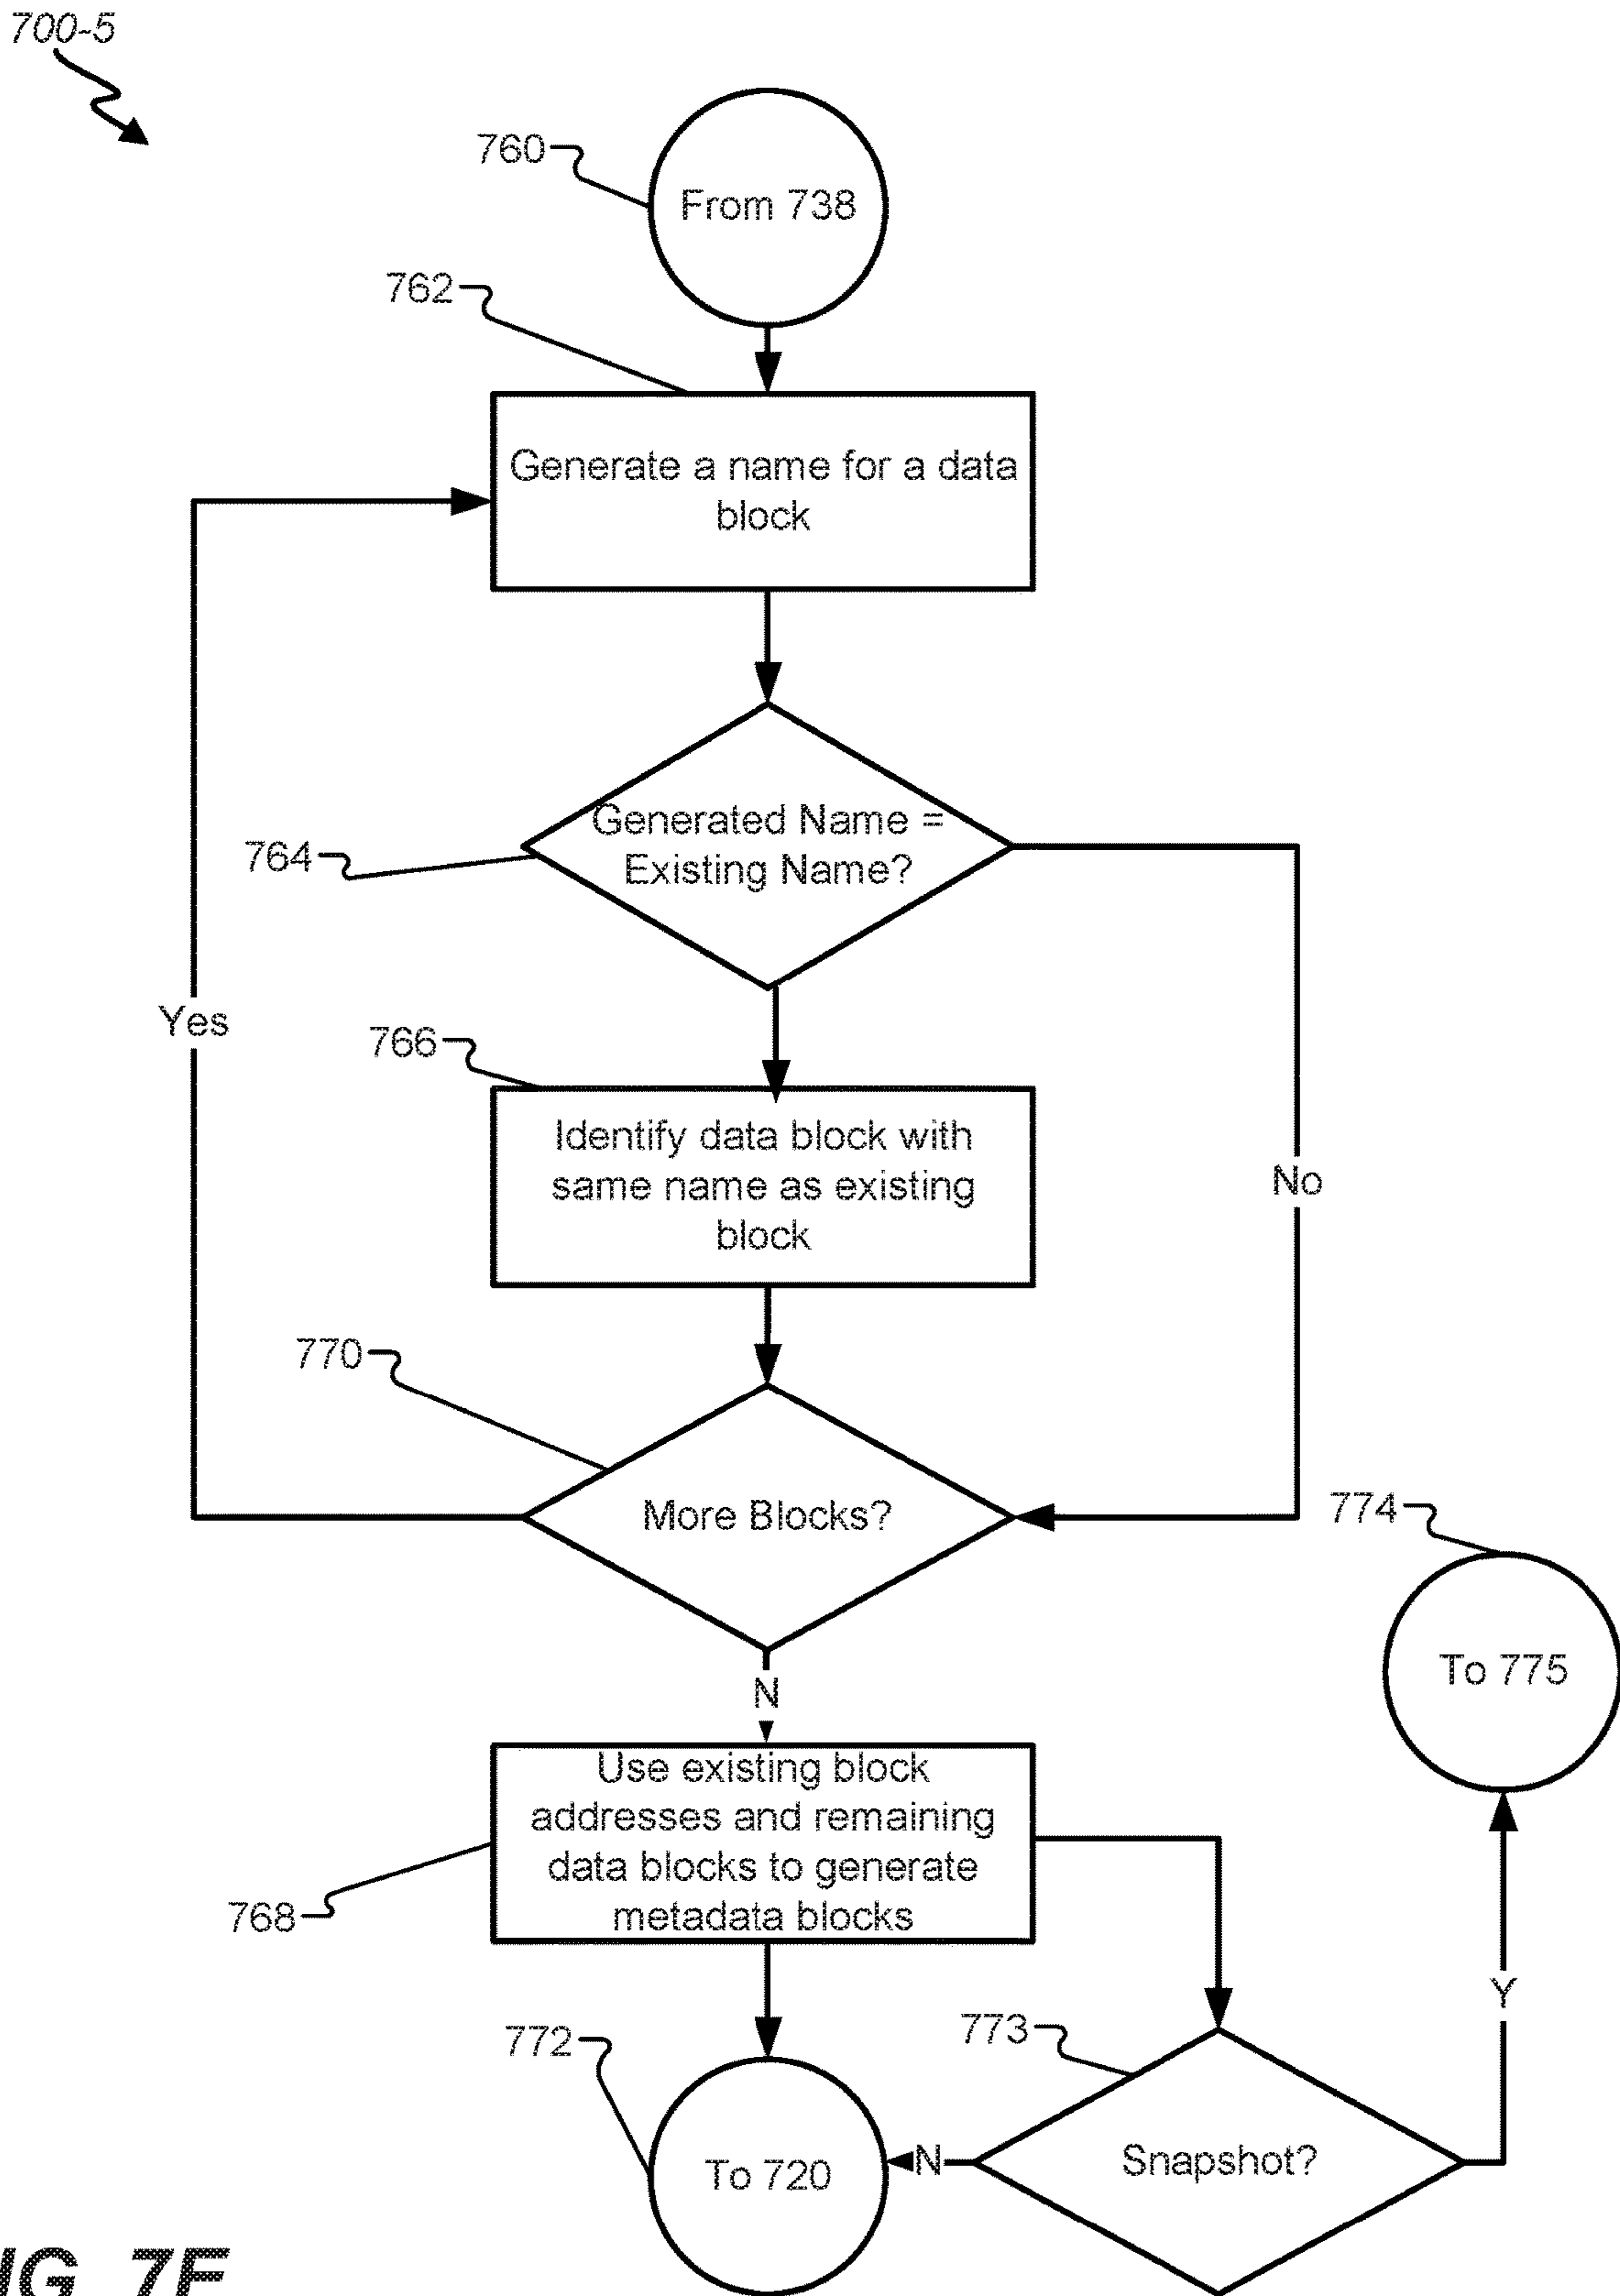 700-5
760
From 738
762
Generate a name for a data
block
764
Generated Name =
Existing Name?
Yes
766
Identify data block with
same name as existing
block
No
770
More Blocks?
774
To 775
N
Use existing block
addresses and remaining
data blocks to generate
metadata blocks
768
Y
772
773
To 720
N
Snapshot?
IG. 7E